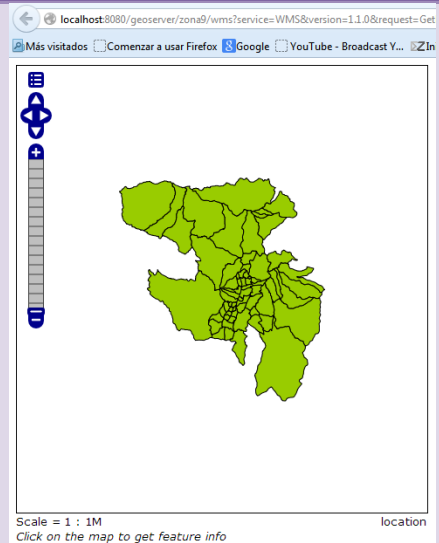 localhost:8080/geoserver/zona9/wms?service=WMS&version=1.1.0&request=Get
Más visitados Comenzar a usar Firefox Google YouTube - Broadcast Y... ZIn
Scale = 1 : 1M location
Click on the map to get feature info